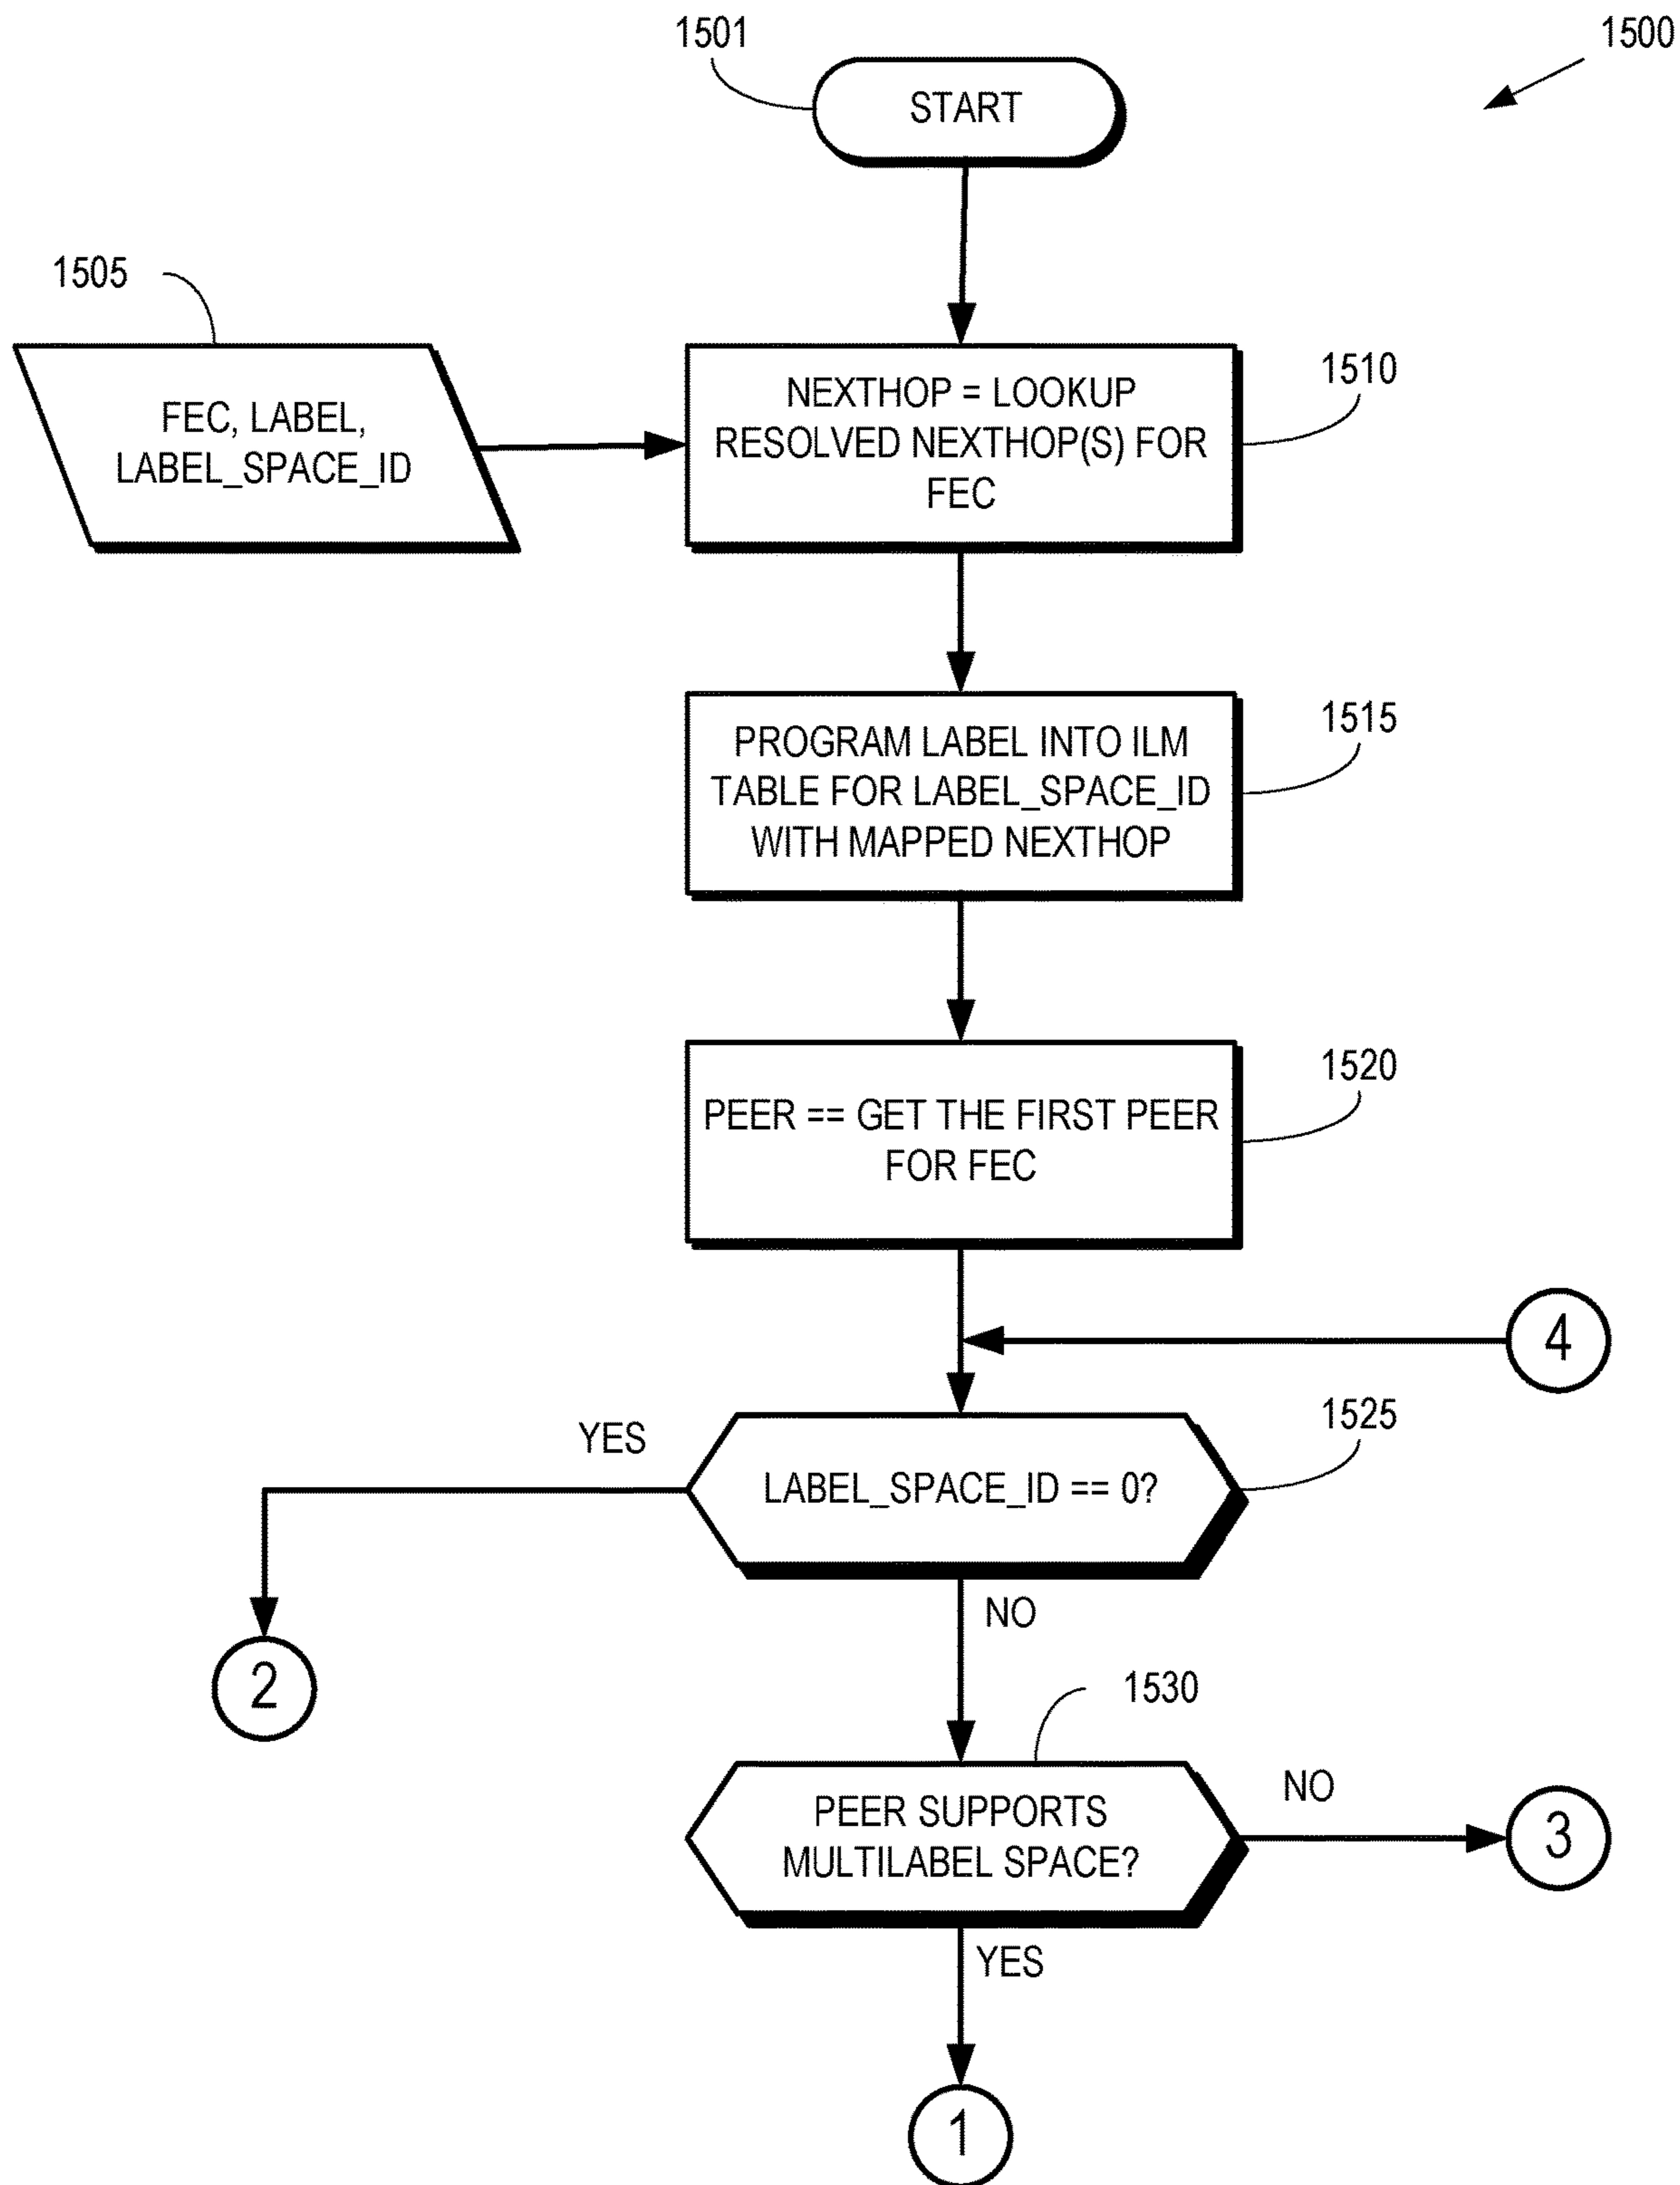 1501
1500
START
1505
FEC, LABEL,
LABEL_SPACE_ID
NEXTHOP = LOOKUP
RESOLVED NEXTHOP(S) FOR
FEC
1510
PROGRAM LABEL INTO ILM
TABLE FOR LABEL_SPACE_ID
WITH MAPPED NEXTHOP
1515
PEER == GET THE FIRST PEER
FOR FEC
1520
4
1525
YES
LABEL_SPACE_ID == 0?
NO
2
1530
PEER SUPPORTS
MULTILABEL SPACE?
NO
3
YES
1